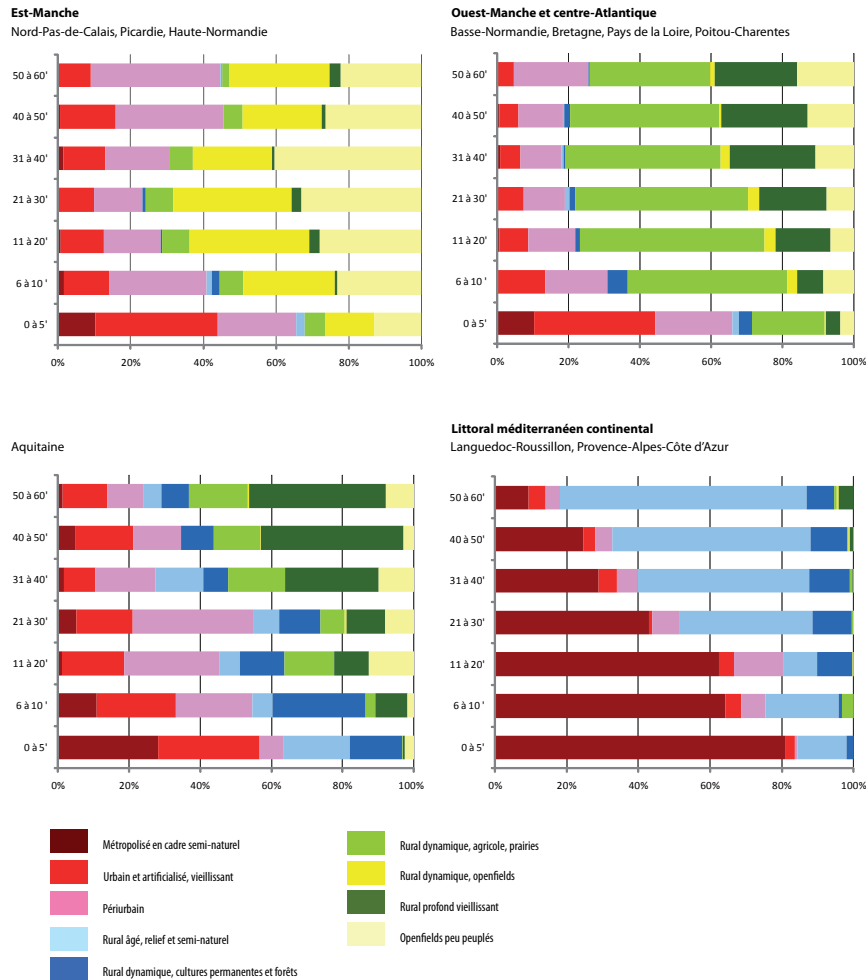 Est-Manche
Nord-Pas-de-Calais, Picardie, Haute-Normandie
50 à 60'
40 à 50'
31 à 40'
21 à 30'
11 à 20'
6 à 10 '
0 à 5'
0% 20% 40% 60% 80% 100%
Ouest-Manche et centre-Atlantique
Basse-Normandie, Bretagne, Pays de la Loire, Poitou-Charentes
50 à 60'
40 à 50'
31 à 40'
21 à 30'
11 à 20'
6 à 10 '
0 à 5'
0% 20% 40% 60% 80% 100%
Aquitaine
50 à 60'
40 à 50'
31 à 40'
21 à 30'
11 à 20'
6 à 10 '
0 à 5'
0% 20% 40% 60% 80% 100%
Littoral méditerranéen continental
Languedoc-Roussillon, Provence-Alpes-Côte d'Azur
50 à 60'
40 à 50'
31 à 40'
21 à 30'
11 à 20'
6 à 10 '
0 à 5'
0% 20% 40% 60% 80% 100%
Métropolisé en cadre semi-naturel
Urbain et artificialisé, vieillissant
Périurbain
Rural âgé, relief et semi-naturel
Rural dynamique, cultures permanentes et forêts
Rural dynamique, agricole, prairies
Rural dynamique, openfields
Rural profond vieillissant
Openfields peu peuplés